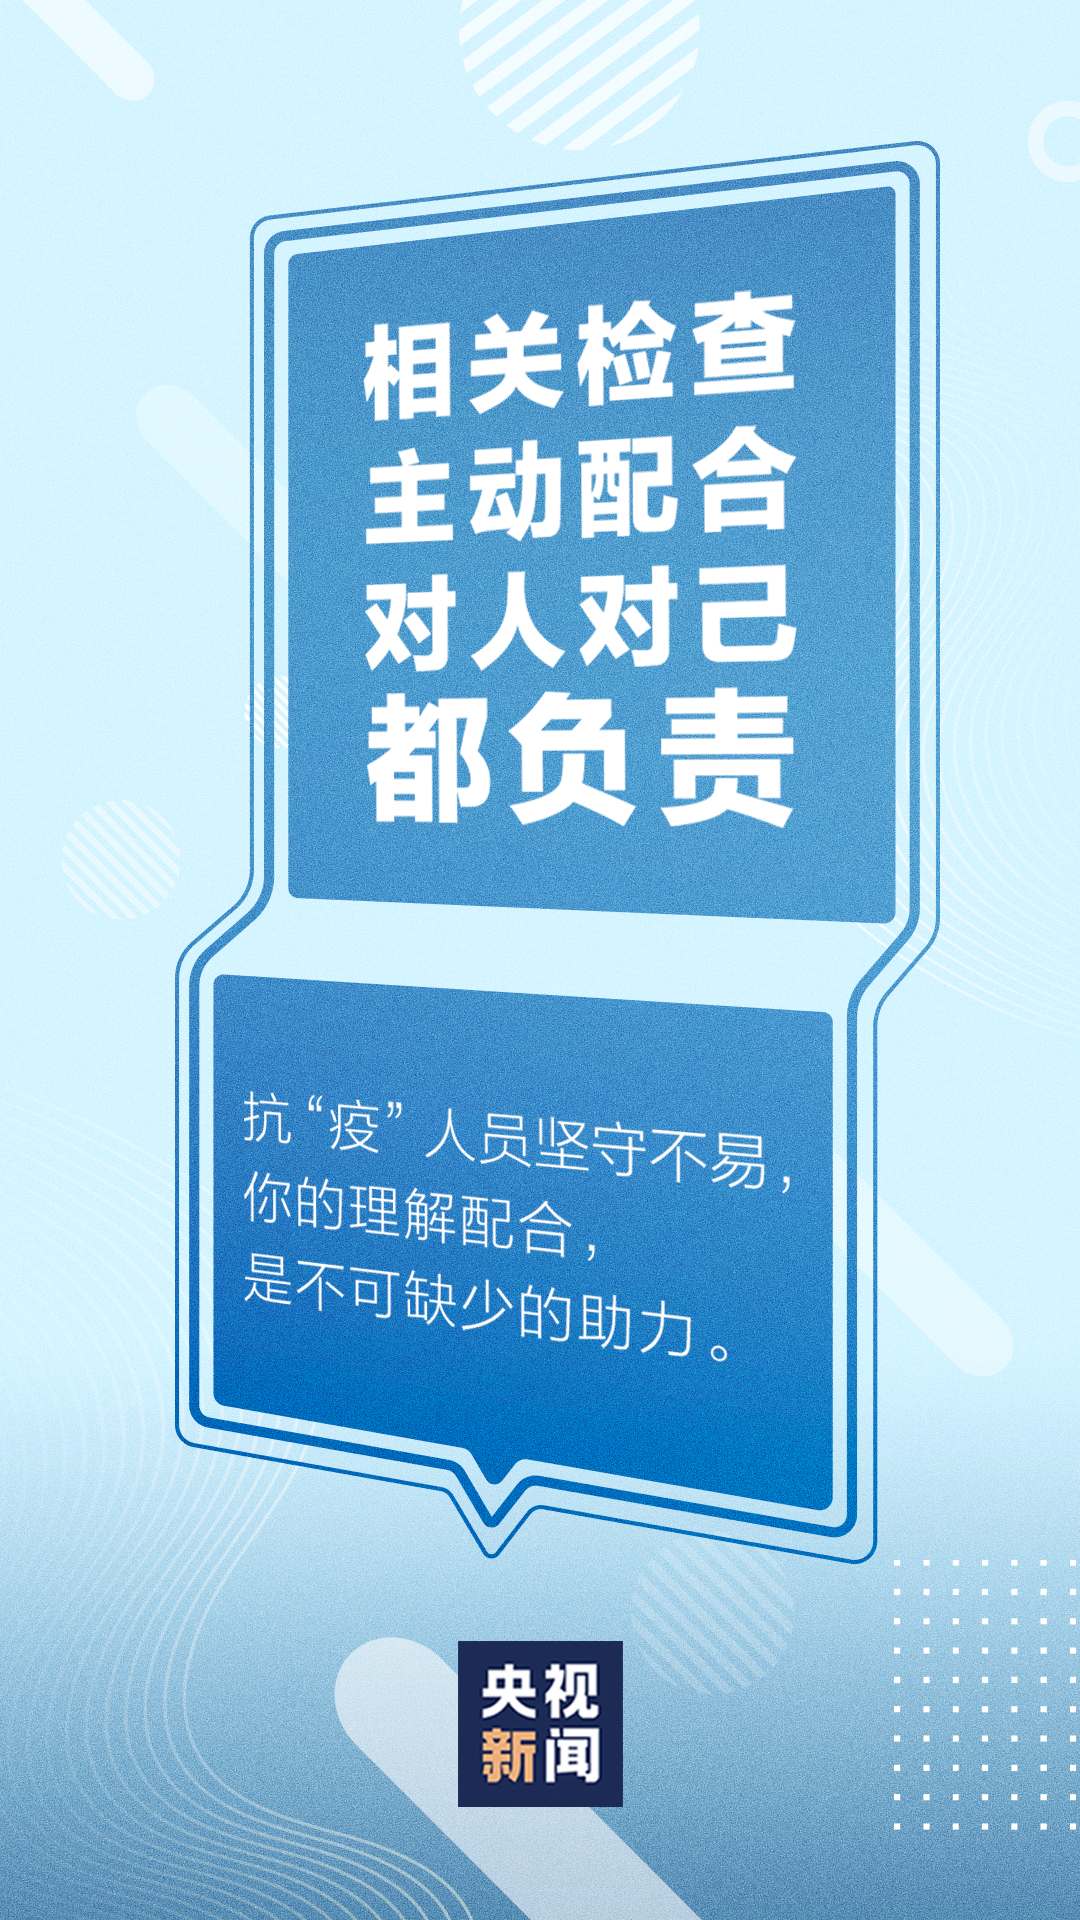 相关检查
主动配合
对人对己
都负责
抗“疫”人员坚守不易，
你的理解配合，
是不可缺少的助力。
央视
新闻